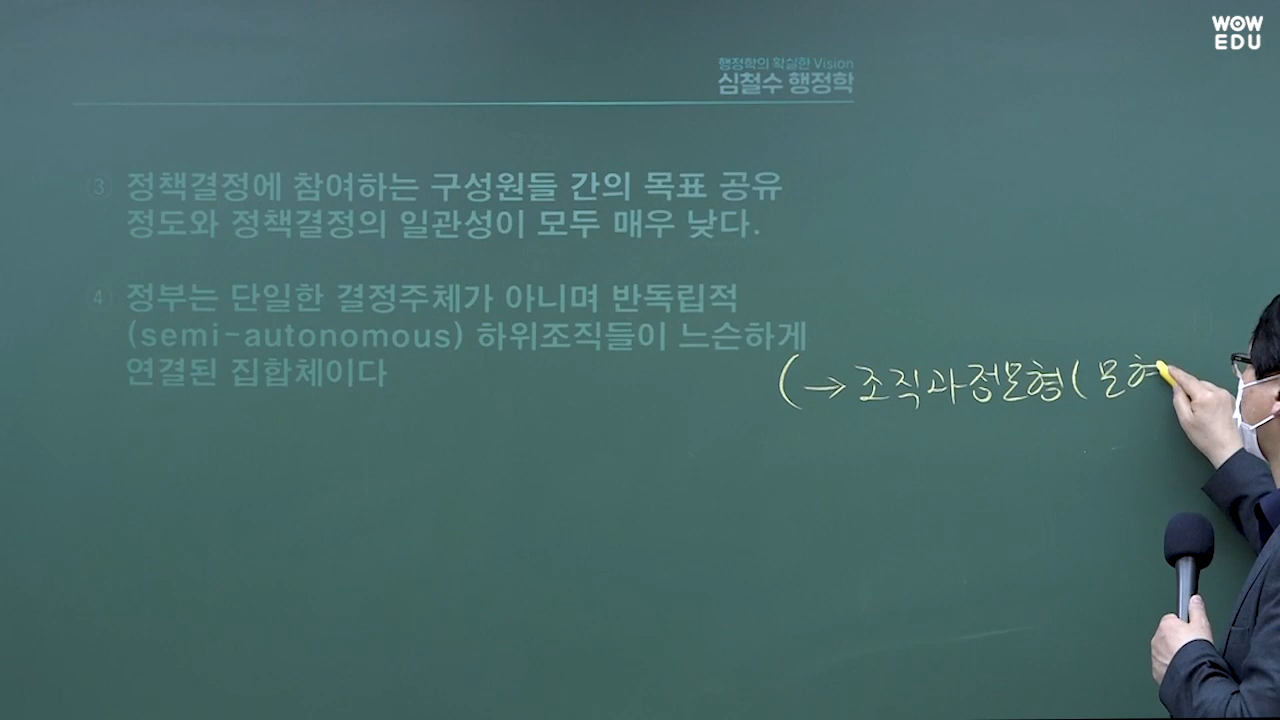 WOW
EDU
행정학의 확실한 Vision
심철수 행정학
③ 정책결정에 참여하는 구성원들 간의 목표 공유
정도와 정책결정의 일관성이 모두 매우 낮다.
④ 정부는 단일한 결정주체가 아니며 반독립적
(semi-autonomous) 하위조직들이 느슨하게
연결된 집합체이다
(→ 조직과정모형(